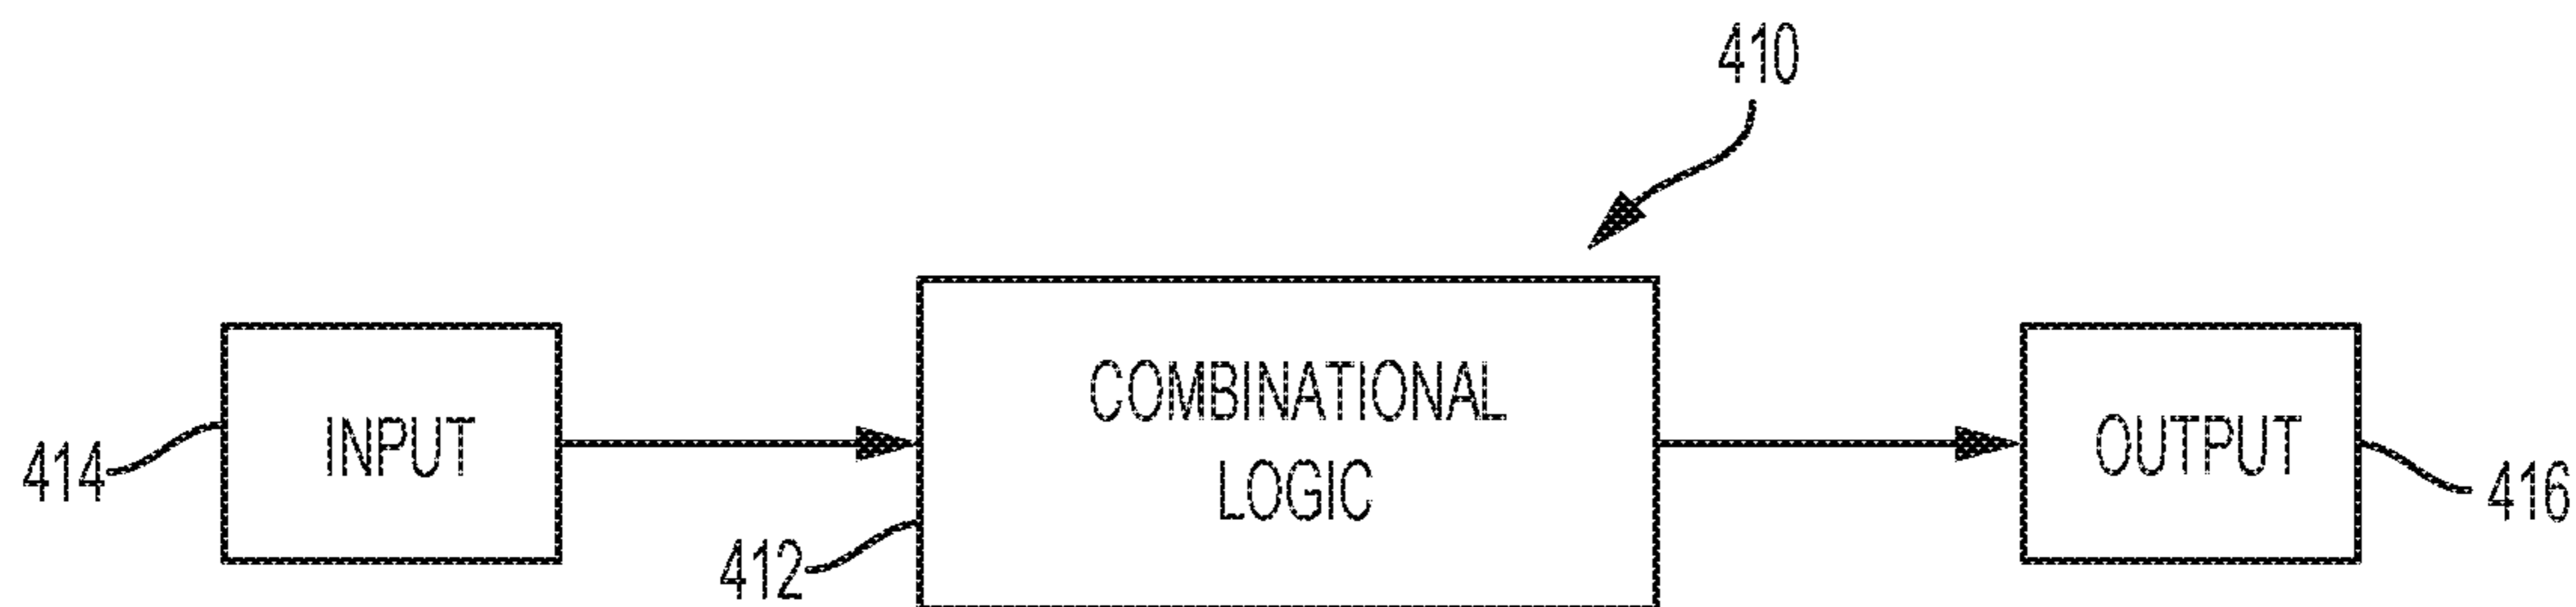 410
COMBINATIONAL
LOGIC
INPUT
OUTPUT
414
412
416